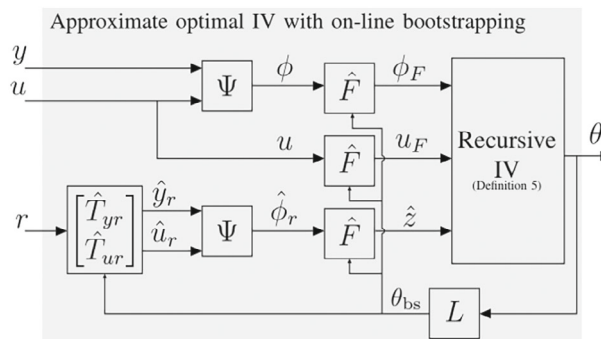 Approximate optimal IV with on-line bootstrapping
y
u
Ψ
ϕ
F̂
ϕ_F
u
F̂
u_F
Recursive
IV
(Definition 5)
θ
r
T̂_yr
T̂_ur
ŷ_r
û_r
Ψ
ϕ̂_r
F̂
ẑ
θ_bs
L